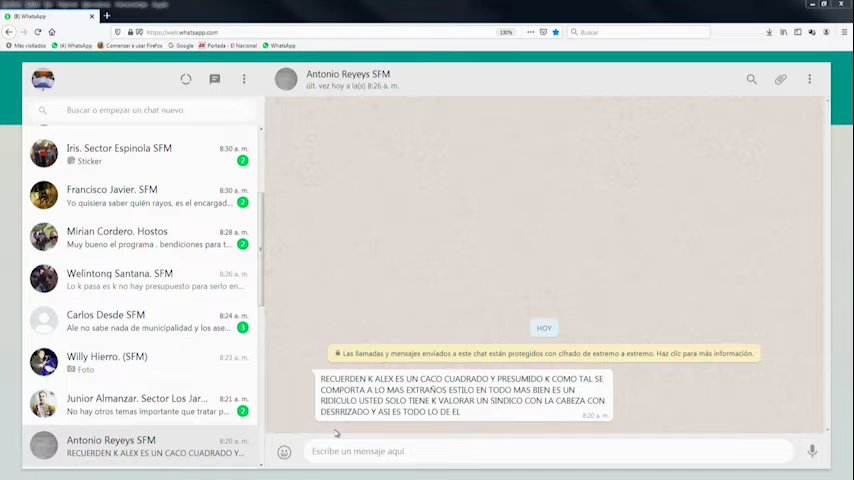 (8) WhatsApp
https://web.whatsapp.com
130%
Buscar
Más visitados
(4) WhatsApp
Comenzar a usar Firefox
Google
Portada - El Nacional
WhatsApp
Antonio Reyeys SFM
últ. vez hoy a la(s) 8:26 a. m.
Buscar o empezar un chat nuevo
Iris. Sector Espinola SFM
8:30 a. m.
Sticker
2
Francisco Javier. SFM
8:30 a. m.
Yo quisiera saber quién rayos, es el encargad...
2
Mirian Cordero. Hostos
8:28 a. m.
Muy bueno el programa . bendiciones para t...
2
Welintong Santana. SFM
8:26 a. m.
Lo k pasa es k no hay presupuesto para serlo en...
Carlos Desde SFM
8:24 a. m.
Ale no sabe nada de municipalidad y los ase...
3
Willy Hierro. (SFM)
8:23 a. m.
Foto
Junior Almanzar. Sector Los Jar...
8:21 a. m.
No hay otros temas importante que tratar p...
2
Antonio Reyeys SFM
8:20 a. m.
RECUERDEN K ALEX ES UN CACO CUADRADO Y...
HOY
Las llamadas y mensajes enviados a este chat están protegidos con cifrado de extremo a extremo. Haz clic para más información.
RECUERDEN K ALEX ES UN CACO CUADRADO Y PRESUMIDO K COMO TAL SE
COMPORTA A LO MAS EXTRAÑOS ESTILO EN TODO MAS BIEN ES UN
RIDICULO USTED SOLO TIENE K VALORAR UN SINDICO CON LA CABEZA CON
DESRRIZADO Y ASI ES TODO LO DE EL
8:20 a. m.
Escribe un mensaje aquí